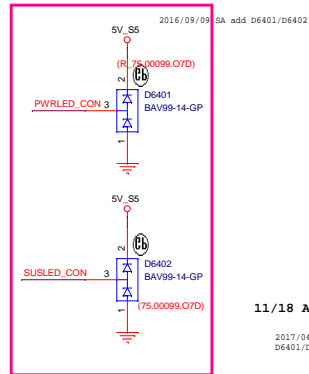 2016/09/09 SA add D6401/D6402
5V_S5
(R_75.00099.O7D)
2
D6401
PWRLED_CON 3
BAV99-14-GP
1
5V_S5
2
D6402
SUSLED_CON 3
BAV99-14-GP
1
(75.00099.O7D)
11/18 A
2017/04
D6401/D